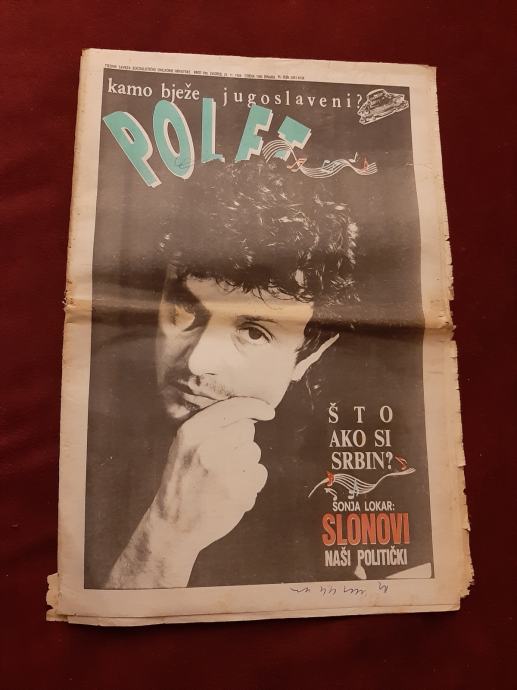 kamo bježe jugoslaveni?
POLET
ŠTO
AKO SI
SRBIN?
SONJA LOKAR:
SLONOVI
NAŠI POLITIČKI